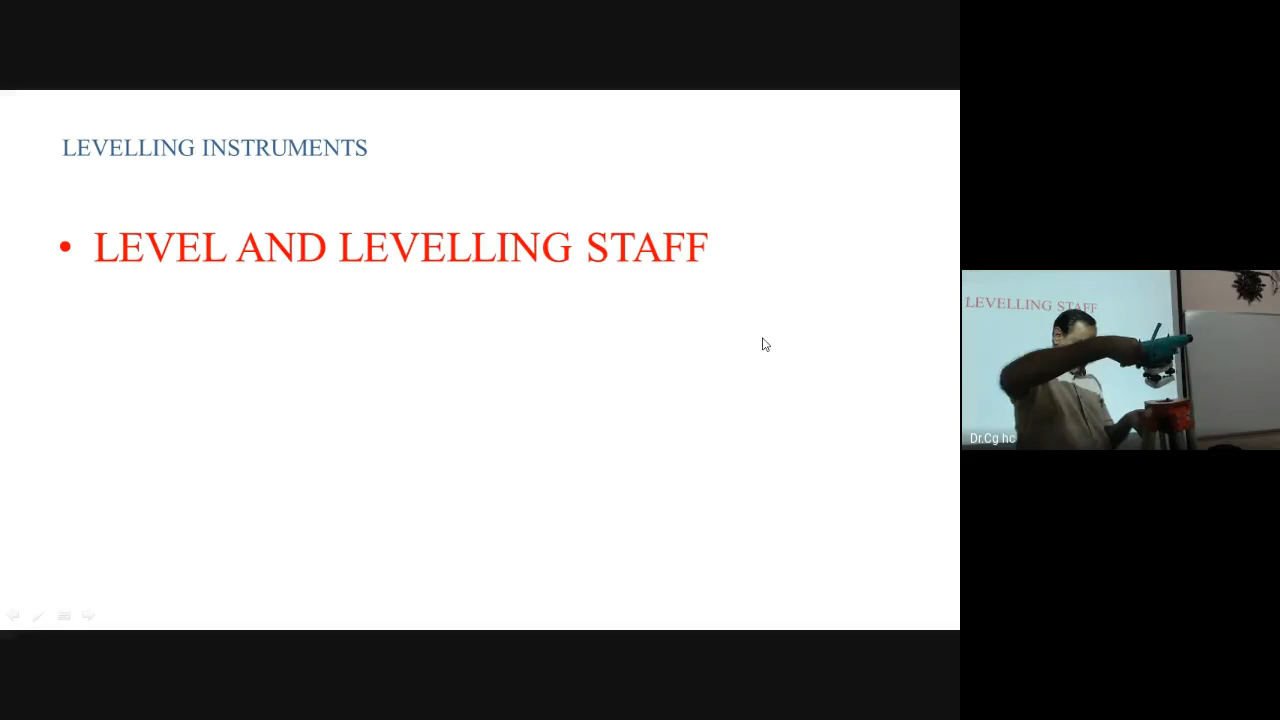 LEVELLING INSTRUMENTS
• LEVEL AND LEVELLING STAFF
LEVELLING STAFF
Dr.Cg hc